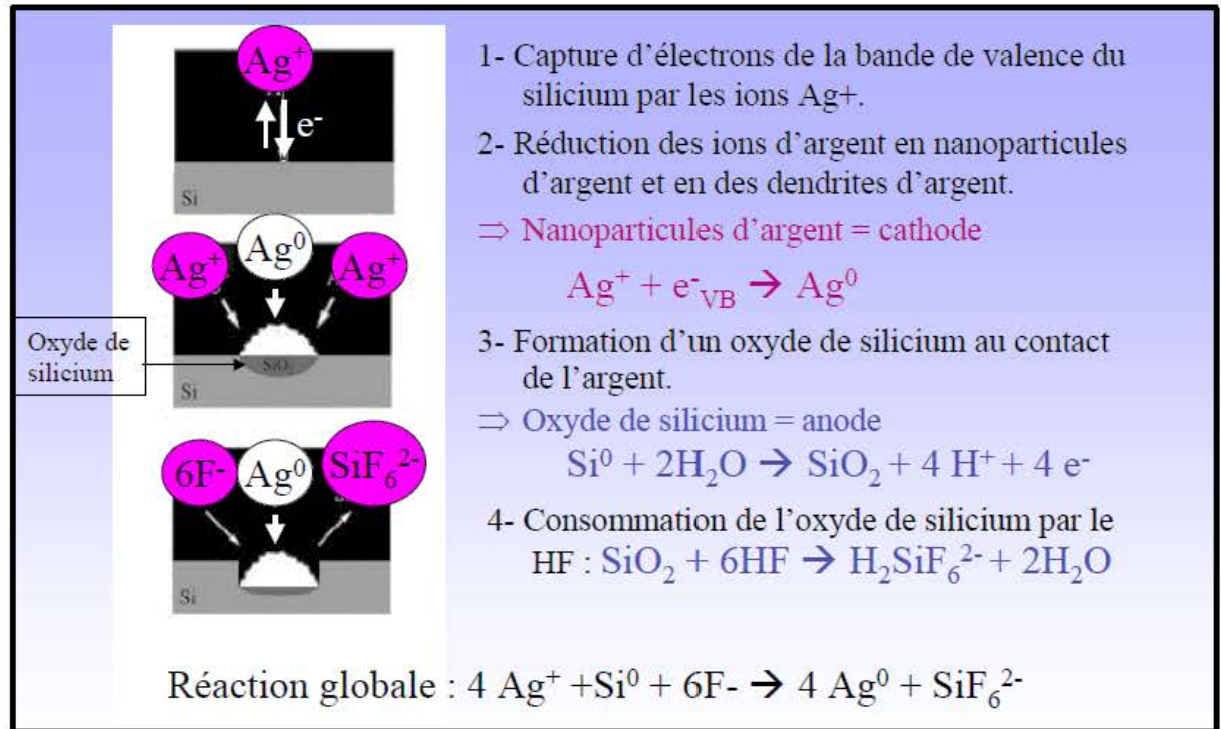 Ag⁺
e⁻
Si
Ag⁺
Ag⁰
Ag⁺
Oxyde de
silicium
SiO₂
Si
6F-
Ag⁰
SiF₆²⁻
Si
1- Capture d'électrons de la bande de valence du
silicium par les ions Ag+.
2- Réduction des ions d'argent en nanoparticules
d'argent et en des dendrites d'argent.
⇒ Nanoparticules d'argent = cathode
Ag⁺ + e⁻VB → Ag⁰
3- Formation d'un oxyde de silicium au contact
de l'argent.
⇒ Oxyde de silicium = anode
Si⁰ + 2H₂O → SiO₂ + 4 H⁺ + 4 e⁻
4- Consommation de l'oxyde de silicium par le
HF : SiO₂ + 6HF → H₂SiF₆²⁻ + 2H₂O
Réaction globale : 4 Ag⁺ +Si⁰ + 6F- → 4 Ag⁰ + SiF₆²⁻